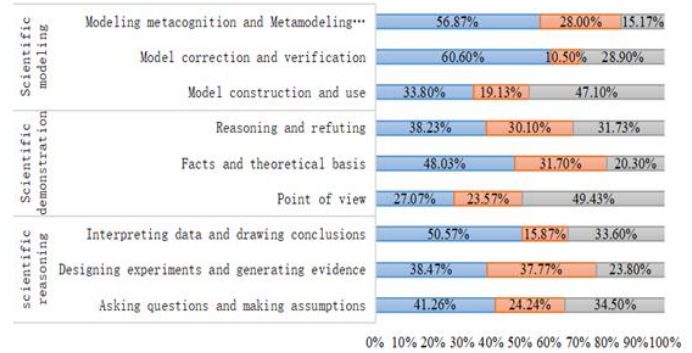 Scientific modeling
Modeling metacognition and Metamodeling… 56.87% 28.00% 15.17%
Model correction and verification 60.60% 10.50% 28.90%
Model construction and use 33.80% 19.13% 47.10%
Scientific demonstration
Reasoning and refuting 38.23% 30.10% 31.73%
Facts and theoretical basis 48.03% 31.70% 20.30%
Point of view 27.07% 23.57% 49.43%
scientific reasoning
Interpreting data and drawing conclusions 50.57% 15.87% 33.60%
Designing experiments and generating evidence 38.47% 37.77% 23.80%
Asking questions and making assumptions 41.26% 24.24% 34.50%
0% 10% 20% 30% 40% 50% 60% 70% 80% 90%100%